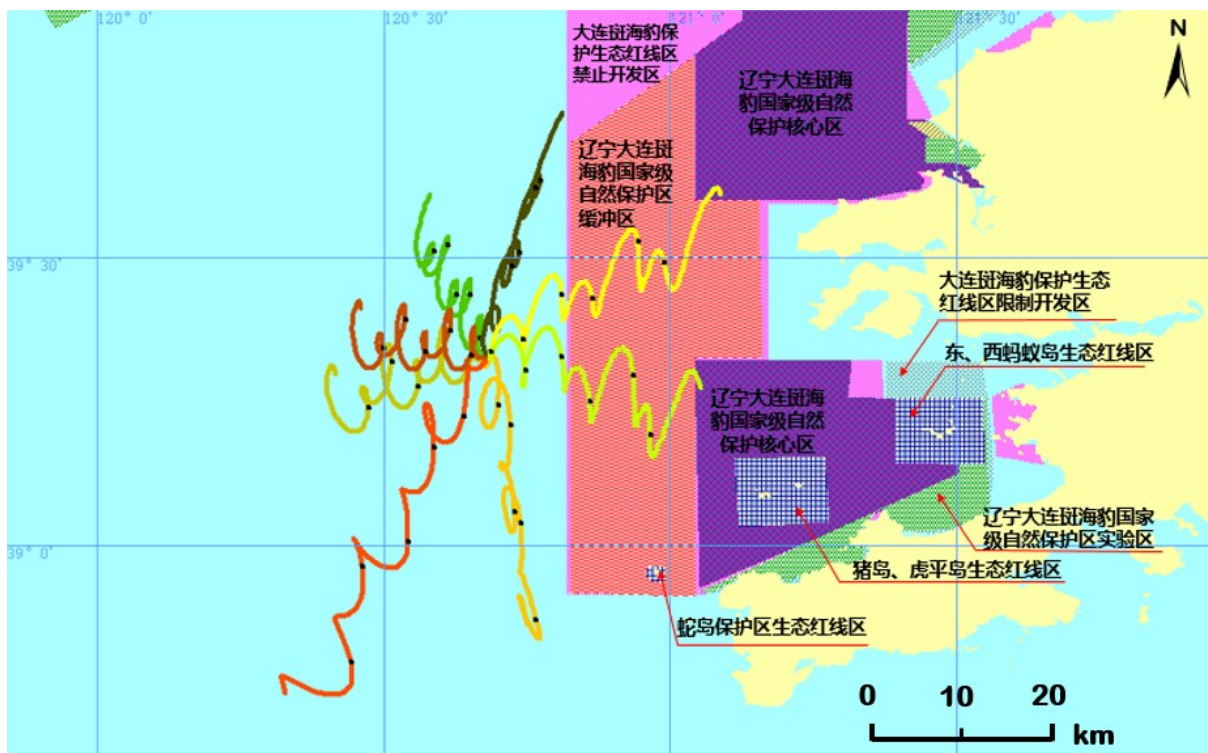 120° 0′
120° 30′
121° 0′
121° 30′
N
大连斑海豹保
护生态红线区
禁止开发区
辽宁大连斑海
豹国家级自然
保护核心区
辽宁大连斑
海豹国家级
自然保护区
缓冲区
39° 30′
大连斑海豹保护生态
红线区限制开发区
东、西蚂蚁岛生态红线区
辽宁大连斑海
豹国家级自然
保护核心区
辽宁大连斑海豹国家
级自然保护区实验区
39° 0′
猪岛、虎平岛生态红线区
蛇岛保护区生态红线区
0 10 20
km